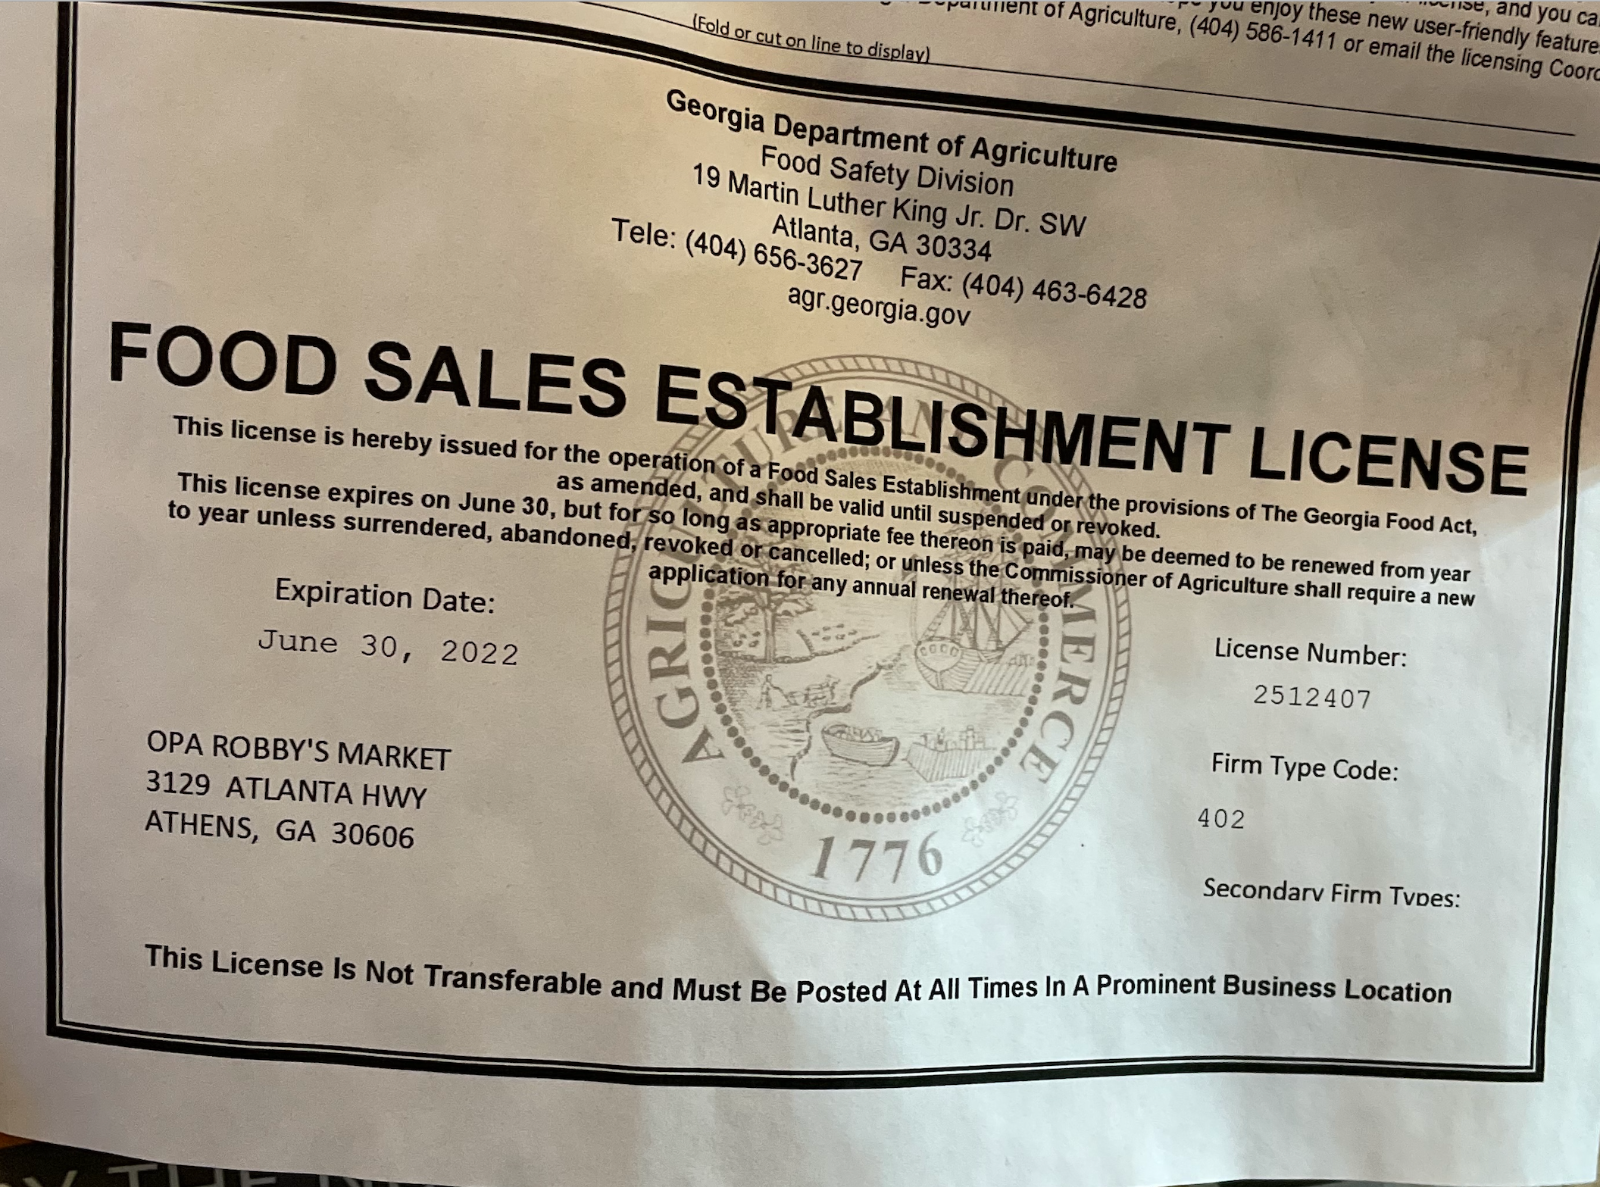 you enjoy these new user-friendly
of Agriculture, (404) 586-1411 or email the licensing
(Fold or cut on line to display)
Georgia Department of Agriculture
Food Safety Division
19 Martin Luther King Jr. Dr. SW
Atlanta, GA 30334
Tele: (404) 656-3627 Fax: (404) 463-6428
agr.georgia.gov
FOOD SALES ESTABLISHMENT LICENSE
This license is hereby issued for the operation of a Food Sales Establishment under the provisions of The Georgia Food Act,
as amended, and shall be valid until suspended or revoked.
This license expires on June 30, but for so long as appropriate fee thereon is paid, may be deemed to be renewed from year
to year unless surrendered, abandoned, revoked or cancelled; or unless the Commissioner of Agriculture shall require a new
application for any annual renewal thereof.
Expiration Date:
June 30, 2022
License Number:
2512407
OPA ROBBY'S MARKET
3129 ATLANTA HWY
ATHENS, GA 30606
Firm Type Code:
402
Secondary Firm Types:
AGRICULTURE AND COMMERCE
1776
This License Is Not Transferable and Must Be Posted At All Times In A Prominent Business Location